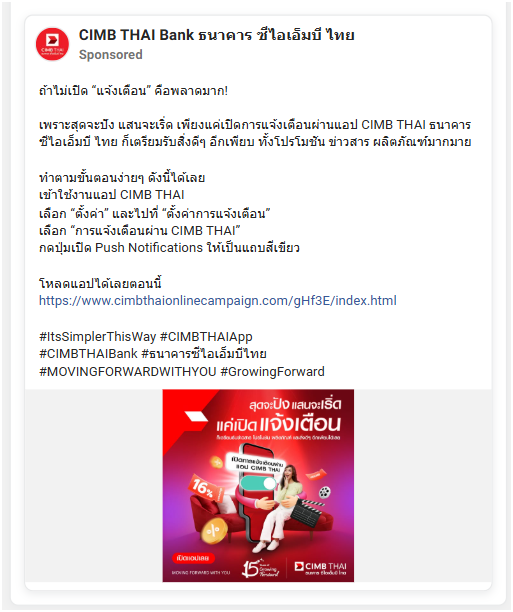 CIMB THAI Bank ธนาคาร ซีไอเอ็มบี ไทย
Sponsored
ถ้าไม่เปิด “แจ้งเตือน” คือพลาดมาก!
เพราะสุดจะปัง แสนจะเริ่ด เพียงแค่เปิดการแจ้งเตือนผ่านแอป CIMB THAI ธนาคาร
ซีไอเอ็มบี ไทย ก็เตรียมรับสิ่งดีๆ อีกเพียบ ทั้งโปรโมชัน ข่าวสาร ผลิตภัณฑ์มากมาย
ทำตามขั้นตอนง่ายๆ ดังนี้ได้เลย
เข้าใช้งานแอป CIMB THAI
เลือก “ตั้งค่า” และไปที่ “ตั้งค่าการแจ้งเตือน”
เลือก “การแจ้งเตือนผ่าน CIMB THAI”
กดปุ่มเปิด Push Notifications ให้เป็นแถบสีเขียว
โหลดแอปได้เลยตอนนี้
https://www.cimbthaionlinecampaign.com/gHf3E/index.html
#ItsSimplerThisWay #CIMBTHAIApp
#CIMBTHAIBank #ธนาคารซีไอเอ็มบีไทย
#MOVINGFORWARDWITHYOU #GrowingForward
สุดจะปัง แสนจะเริ่ด
แค่เปิด แจ้งเตือน
เปิดการแจ้งเตือนผ่าน
แอป CIMB THAI
16%
เปิดแอปเลย
MOVING FORWARD WITH YOU
15 Years of Growing Forward
CIMB THAI
ธนาคาร ซีไอเอ็มบี ไทย